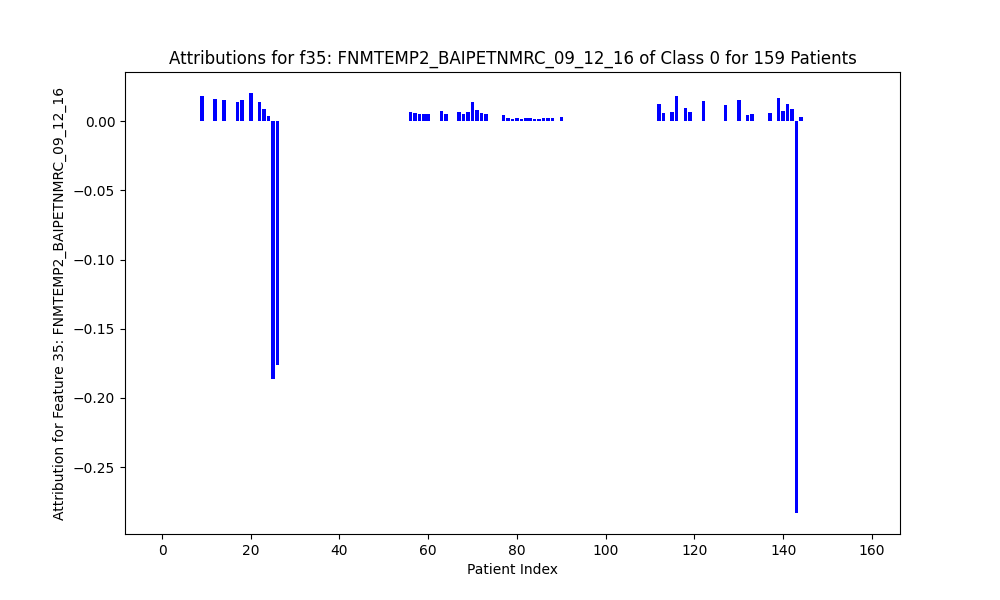 Attributions for f35: FNMTEMP2_BAIPETNMRC_09_12_16 of Class 0 for 159 Patients
Attribution for Feature 35: FNMTEMP2_BAIPETNMRC_09_12_16
0.00
−0.05
−0.10
−0.15
−0.20
−0.25
0 20 40 60 80 100 120 140 160
Patient Index